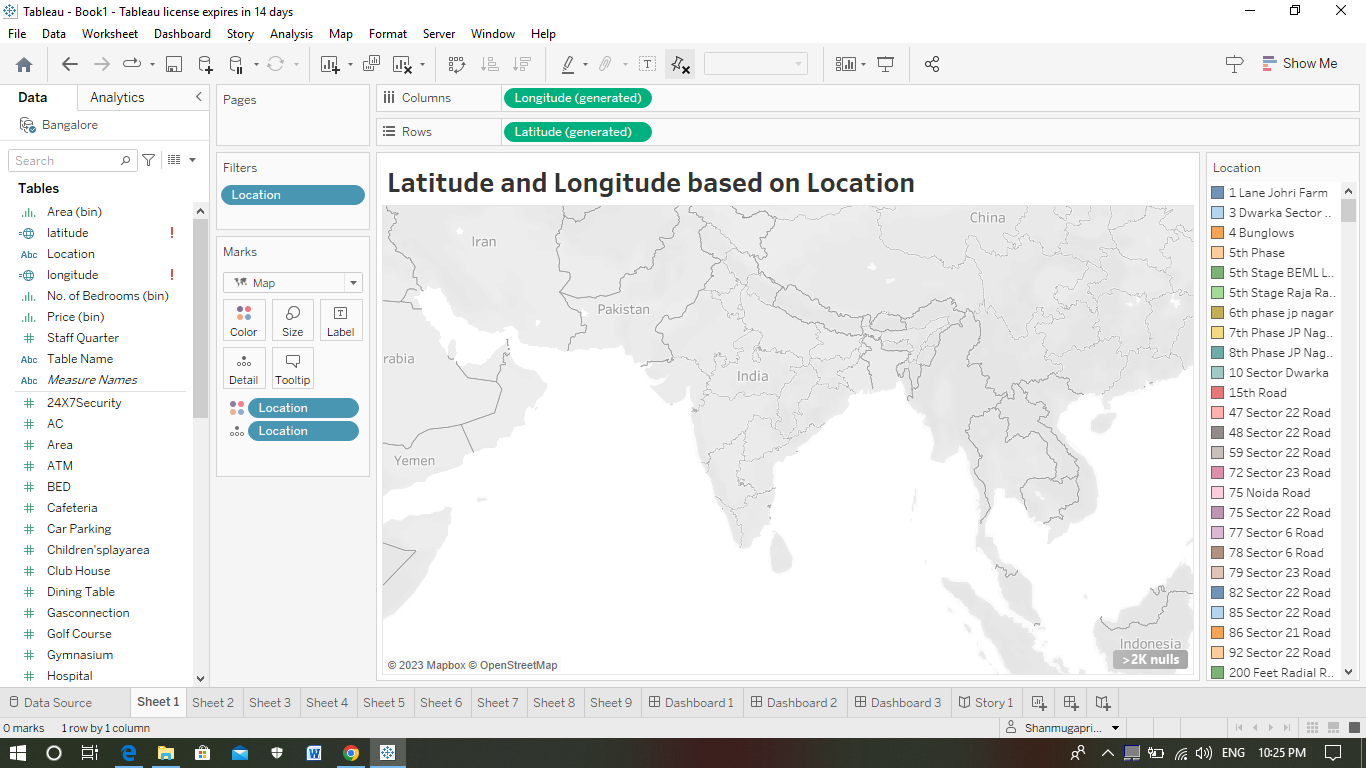 Tableau - Book1 - Tableau license expires in 14 days
File Data Worksheet Dashboard Story Analysis Map Format Server Window Help
Show Me
Data Analytics
Bangalore
Search
Tables
Area (bin)
latitude !
Abc Location
longitude !
No. of Bedrooms (bin)
Price (bin)
Staff Quarter
Abc Table Name
Abc Measure Names
24X7Security
AC
Area
ATM
BED
Cafeteria
Car Parking
Children'splayarea
Club House
Dining Table
Gasconnection
Golf Course
Gymnasium
Hospital
Pages
Filters
Location
Marks
Map
Color Size Label
Detail Tooltip
Location
Location
Columns Longitude (generated)
Rows Latitude (generated)
Latitude and Longitude based on Location
China
Iran
Pakistan
rabia
India
Yemen
Indonesia
>2K nulls
© 2023 Mapbox © OpenStreetMap
Location
1 Lane Johri Farm
3 Dwarka Sector ..
4 Bunglows
5th Phase
5th Stage BEML L..
5th Stage Raja Ra..
6th phase jp nagar
7th Phase JP Nag..
8th Phase JP Nag..
10 Sector Dwarka
15th Road
47 Sector 22 Road
48 Sector 22 Road
59 Sector 22 Road
72 Sector 23 Road
75 Noida Road
75 Sector 22 Road
77 Sector 6 Road
78 Sector 6 Road
79 Sector 23 Road
82 Sector 22 Road
85 Sector 22 Road
86 Sector 21 Road
92 Sector 22 Road
200 Feet Radial R..
Data Source Sheet 1 Sheet 2 Sheet 3 Sheet 4 Sheet 5 Sheet 6 Sheet 7 Sheet 8 Sheet 9 Dashboard 1 Dashboard 2 Dashboard 3 Story 1
0 marks 1 row by 1 column Shanmugapri...
ENG 10:25 PM